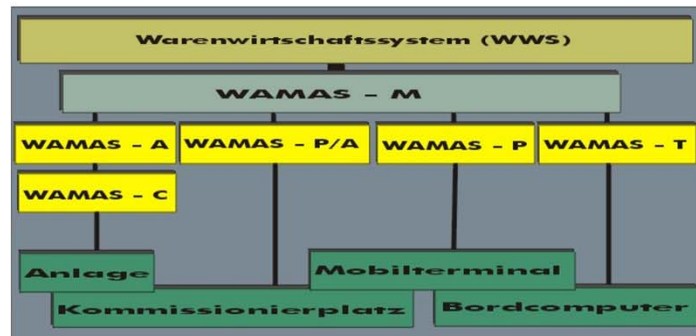 Warenwirtschaftssystem (WWS)
WAMAS - M
WAMAS - A
WAMAS - P/A
WAMAS - P
WAMAS - T
WAMAS - C
Anlage
Mobilterminal
Kommissionierplatz
Bordcomputer